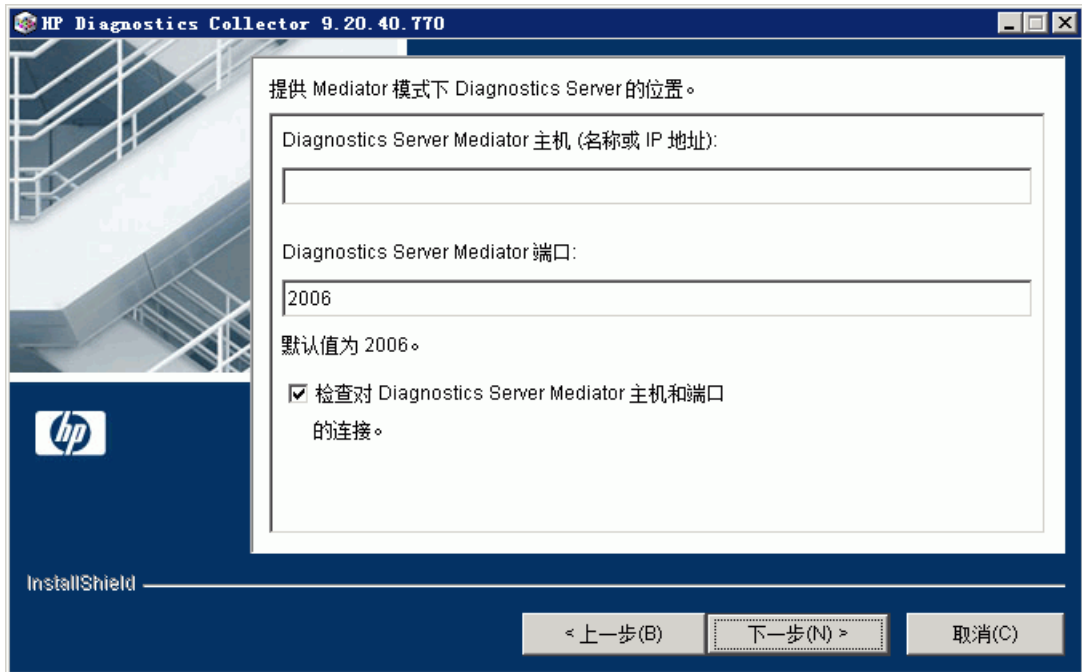 HP Diagnostics Collector 9.20.40.770
提供 Mediator 模式下 Diagnostics Server 的位置。
Diagnostics Server Mediator 主机 (名称或 IP 地址):
Diagnostics Server Mediator 端口:
2006
默认值为 2006。
检查对 Diagnostics Server Mediator 主机和端口
的连接。
hp
InstallShield
<上一步(B)
下一步(N) >
取消(C)